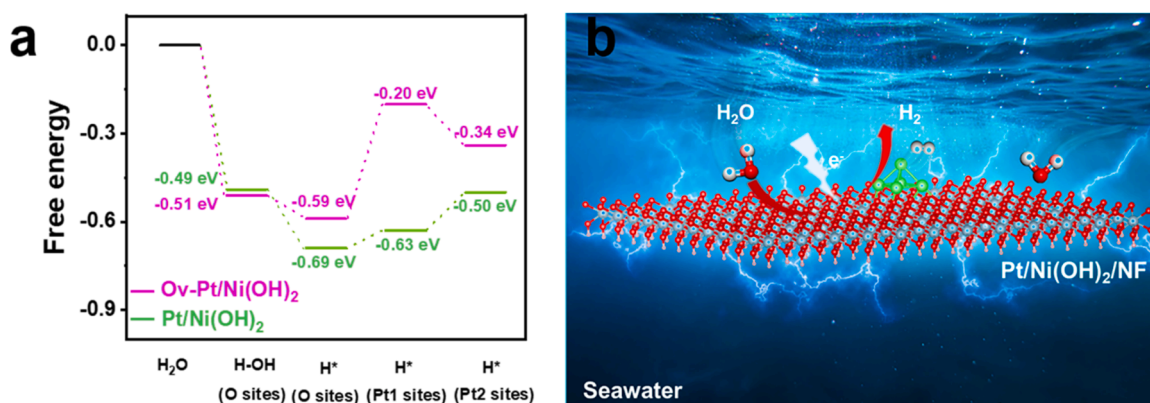 a
Free energy
0.0
-0.3
-0.6
-0.9
-0.49 eV
-0.51 eV
-0.59 eV
-0.69 eV
-0.20 eV
-0.63 eV
-0.34 eV
-0.50 eV
Ov-Pt/Ni(OH)₂
Pt/Ni(OH)₂
H₂O
H-OH
(O sites)
H*
(O sites)
H*
(Pt1 sites)
H*
(Pt2 sites)
b
H₂O
H₂
e⁻
Pt/Ni(OH)₂/NF
Seawater